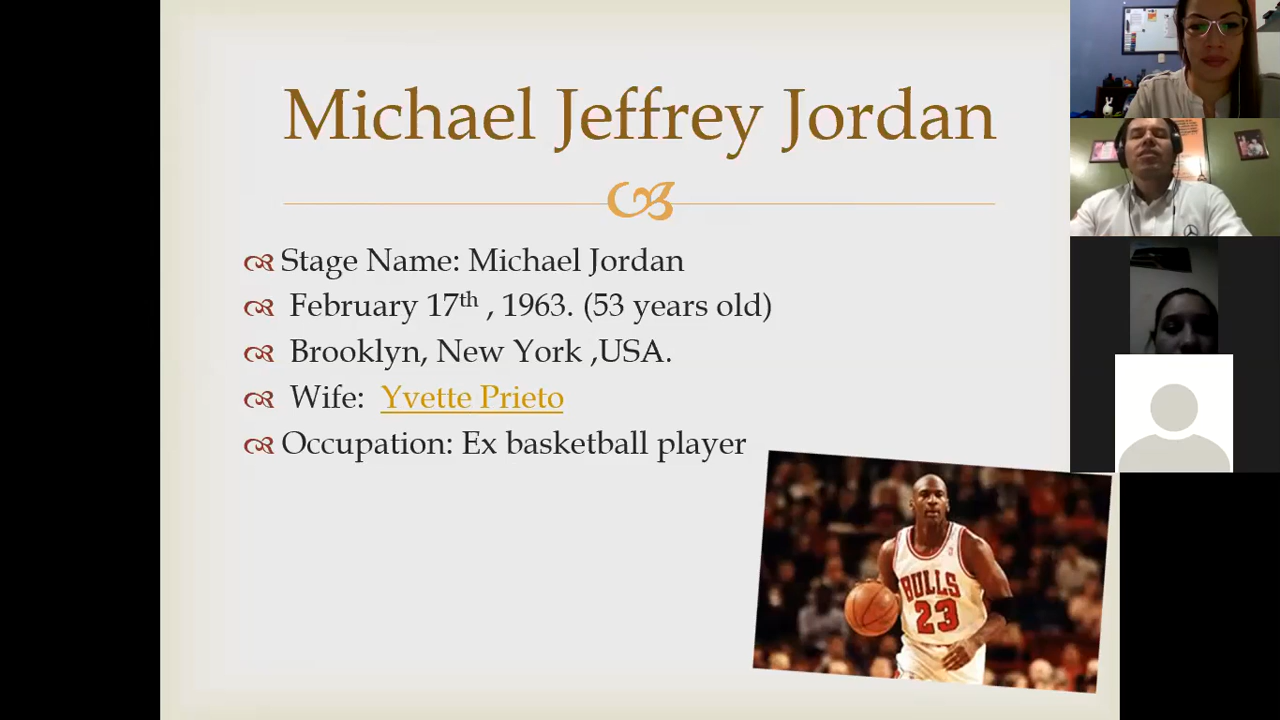 Michael Jeffrey Jordan
Stage Name: Michael Jordan
February 17th , 1963. (53 years old)
Brooklyn, New York ,USA.
Wife: Yvette Prieto
Occupation: Ex basketball player
BULLS
23